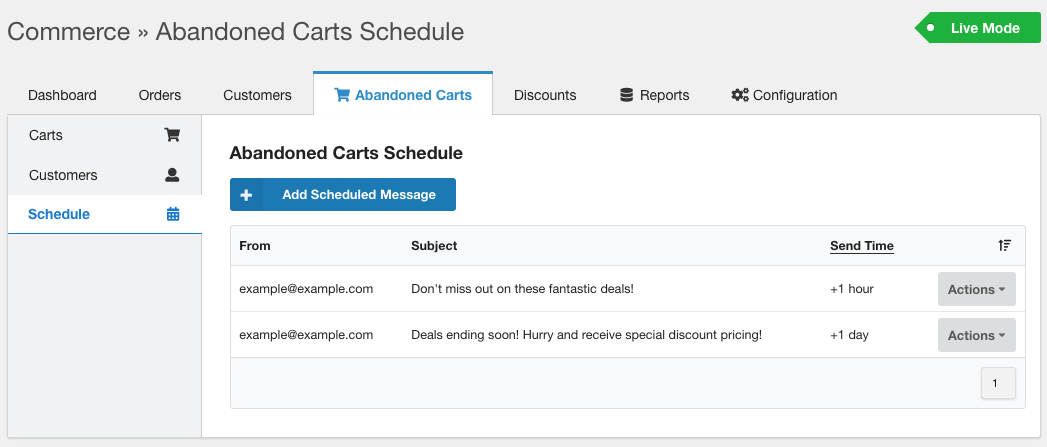 Commerce » Abandoned Carts Schedule
Live Mode
Dashboard Orders Customers Abandoned Carts Discounts Reports Configuration
Carts
Customers
Schedule
Abandoned Carts Schedule
Add Scheduled Message
From Subject Send Time
example@example.com Don't miss out on these fantastic deals! +1 hour Actions
example@example.com Deals ending soon! Hurry and receive special discount pricing! +1 day Actions
1